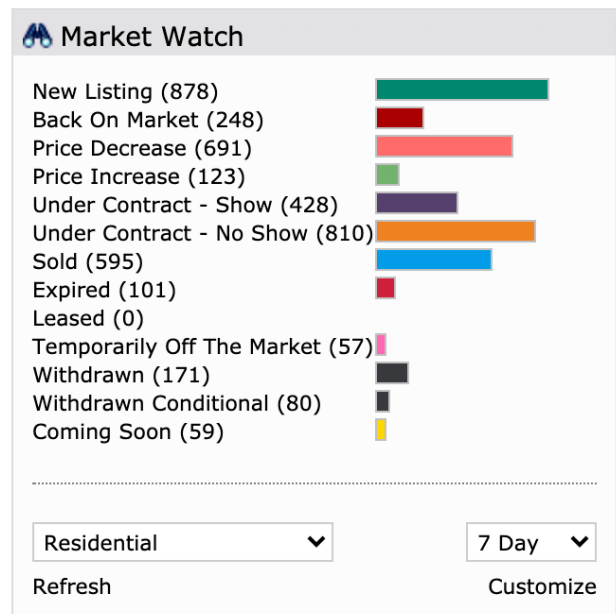 Market Watch
New Listing (878)
Back On Market (248)
Price Decrease (691)
Price Increase (123)
Under Contract - Show (428)
Under Contract - No Show (810)
Sold (595)
Expired (101)
Leased (0)
Temporarily Off The Market (57)
Withdrawn (171)
Withdrawn Conditional (80)
Coming Soon (59)
Residential 7 Day
Refresh Customize